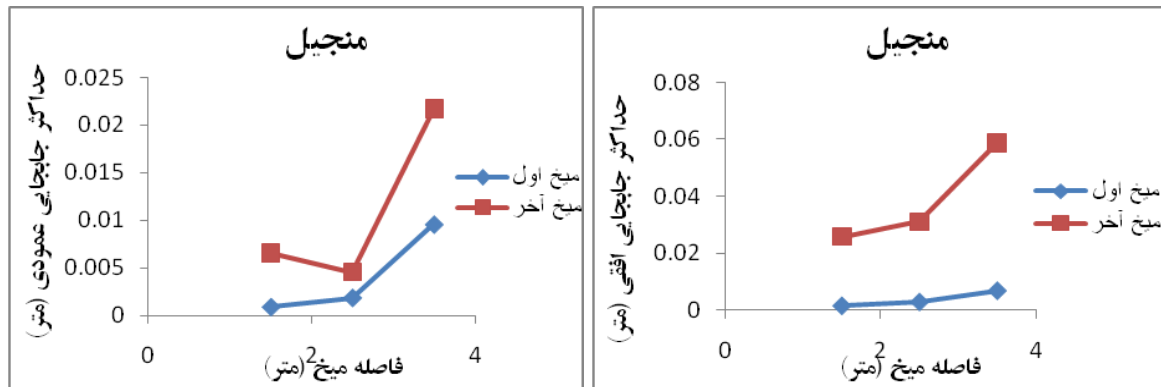 منجیل
حداکثر جابجایی عمودی (متر)
0.025
0.02
0.015
0.01
0.005
0
0 2 4
فاصله میخ (متر)
میخ اول
میخ آخر
منجیل
حداکثر جابجایی افقی (متر)
0.08
0.06
0.04
0.02
0
0 2 4
فاصله میخ (متر)
میخ اول
میخ آخر